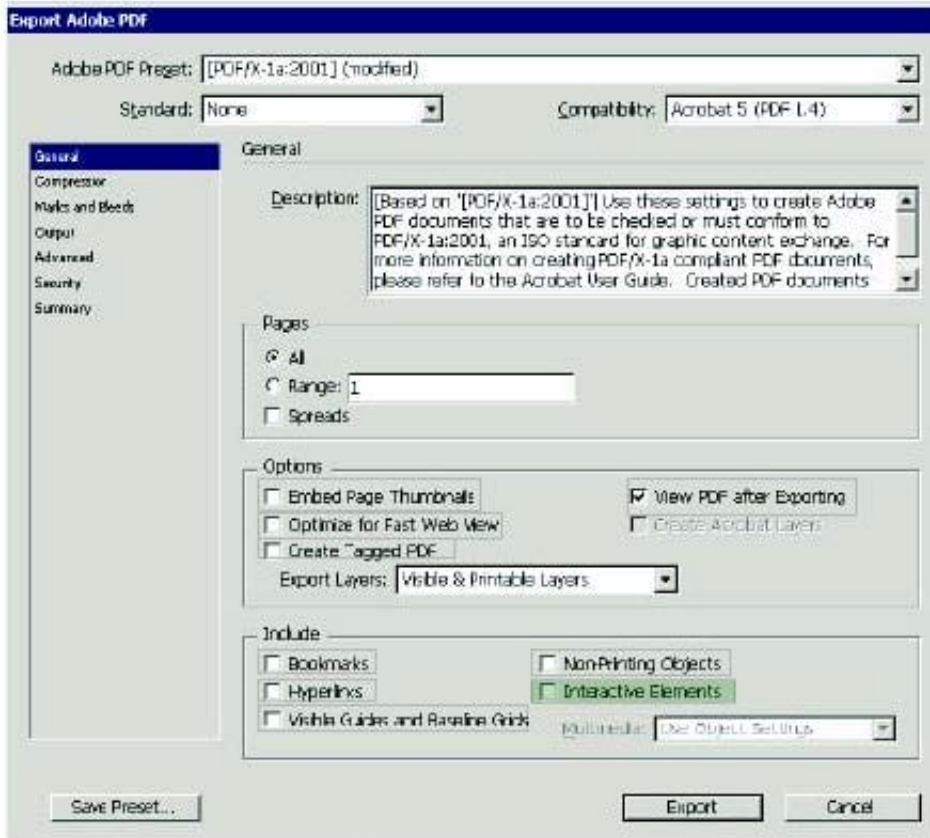 Export Adobe PDF
Adobe PDF Preset: [PDF/X-1a:2001] (modified)
Standard: None
Compatibility: Acrobat 5 (PDF 1.4)
General
Compression
Marks and Bleeds
Output
Advanced
Security
Summary
General
Description: [Based on '[PDF/X-1a:2001]'] Use these settings to create Adobe
PDF documents that are to be checked or must conform to
PDF/X-1a:2001, an ISO standard for graphic content exchange. For
more information on creating PDF/X-1a compliant PDF documents,
please refer to the Acrobat User Guide. Created PDF documents
Pages
All
Range: 1
Spreads
Options
Embed Page Thumbnails
View PDF after Exporting
Optimize for Fast Web View
Create Acrobat Layers
Create Tagged PDF
Export Layers: Visible & Printable Layers
Include
Bookmarks
Non-Printing Objects
Hyperlinks
Interactive Elements
Visible Guides and Baseline Grids
Multimedia: Use Object Settings
Save Preset...
Export
Cancel